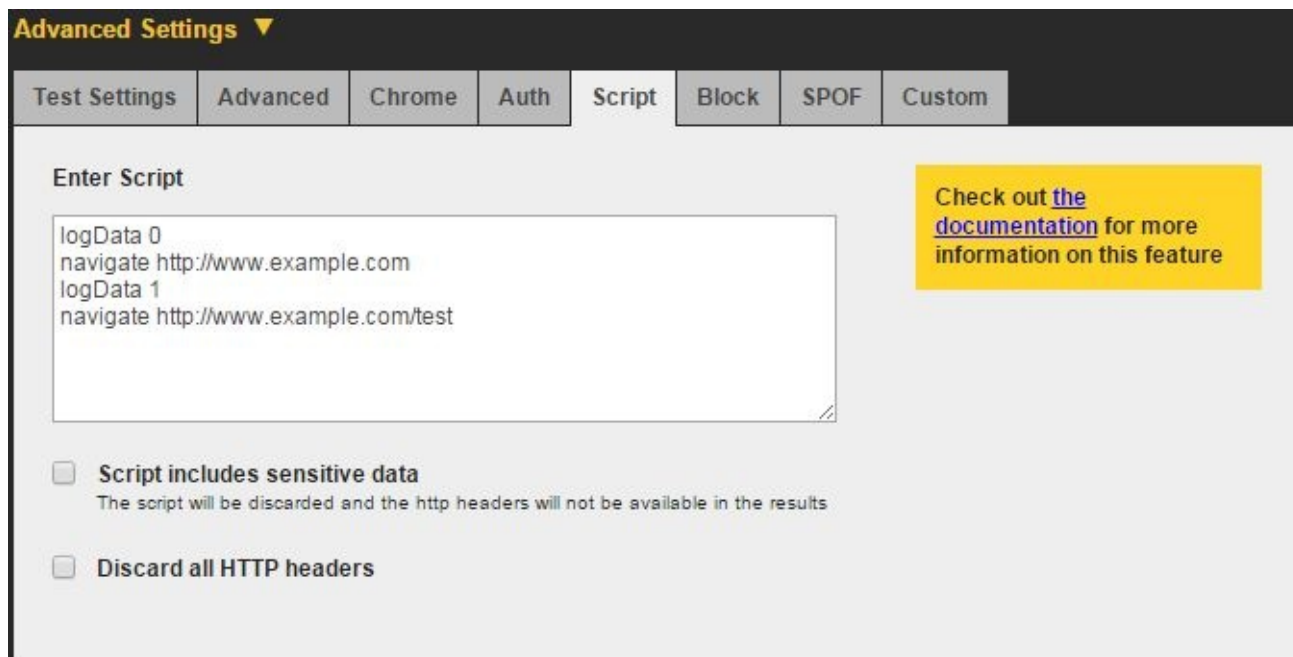 Advanced Settings ▼
Test Settings Advanced Chrome Auth Script Block SPOF Custom
Enter Script
logData 0
navigate http://www.example.com
logData 1
navigate http://www.example.com/test
Check out the
documentation for more
information on this feature
Script includes sensitive data
The script will be discarded and the http headers will not be available in the results
Discard all HTTP headers